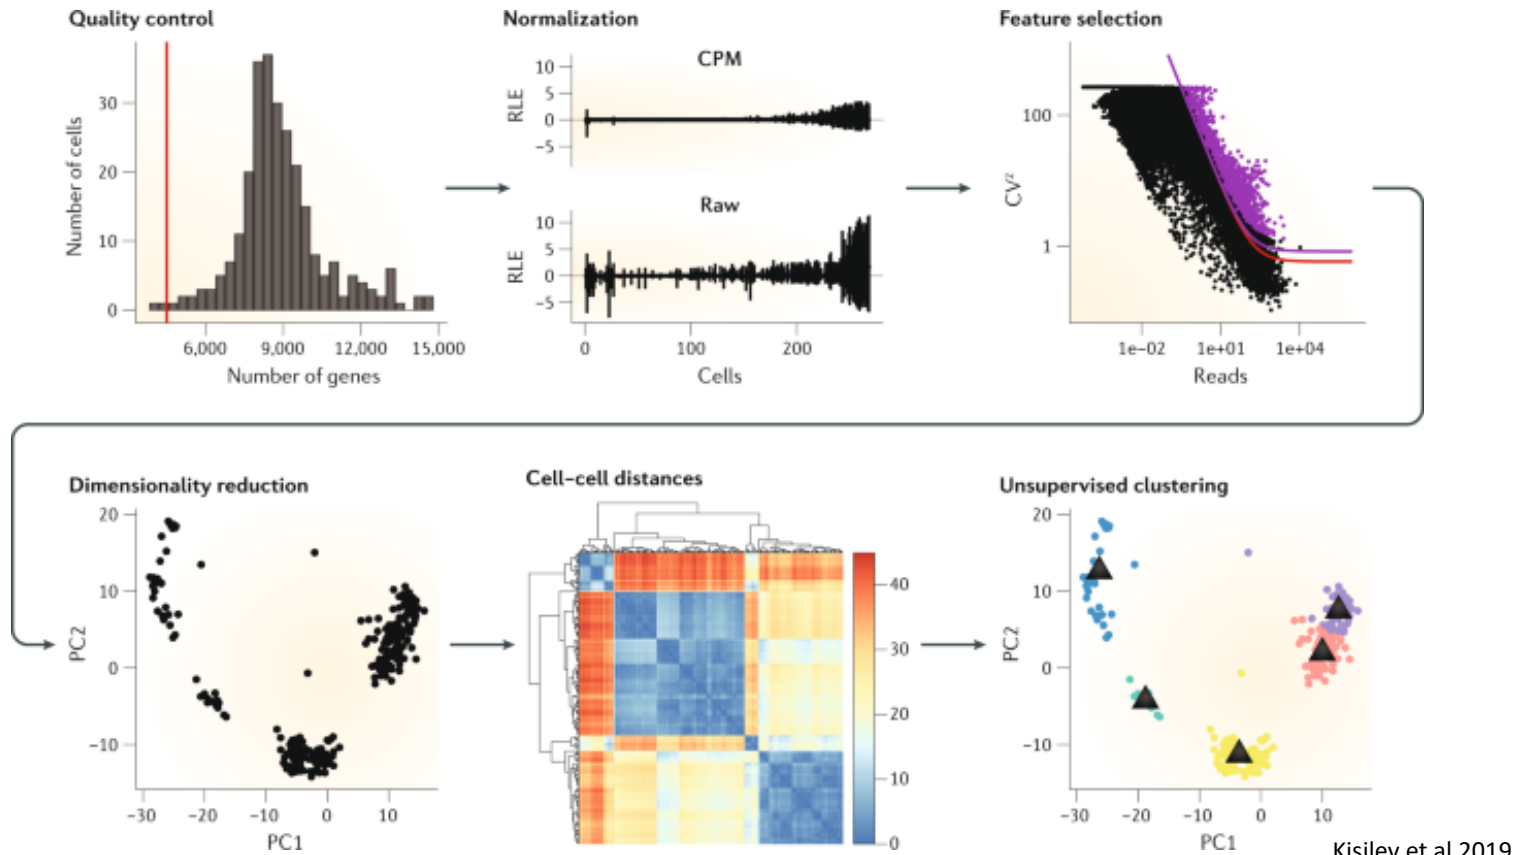 Quality control
Number of cells
30
20
10
0
6,000 9,000 12,000 15,000
Number of genes
Normalization
CPM
RLE
10
5
0
−5
Raw
RLE
10
5
0
−5
0 100 200
Cells
Feature selection
CV²
100
1
1e−02 1e+01 1e+04
Reads
Dimensionality reduction
PC2
20
10
0
−10
−30 −20 −10 0 10
PC1
Cell–cell distances
40
30
20
10
0
Unsupervised clustering
PC2
20
10
0
−10
−30 −20 −10 0 10
PC1
Kisilev et al 2019